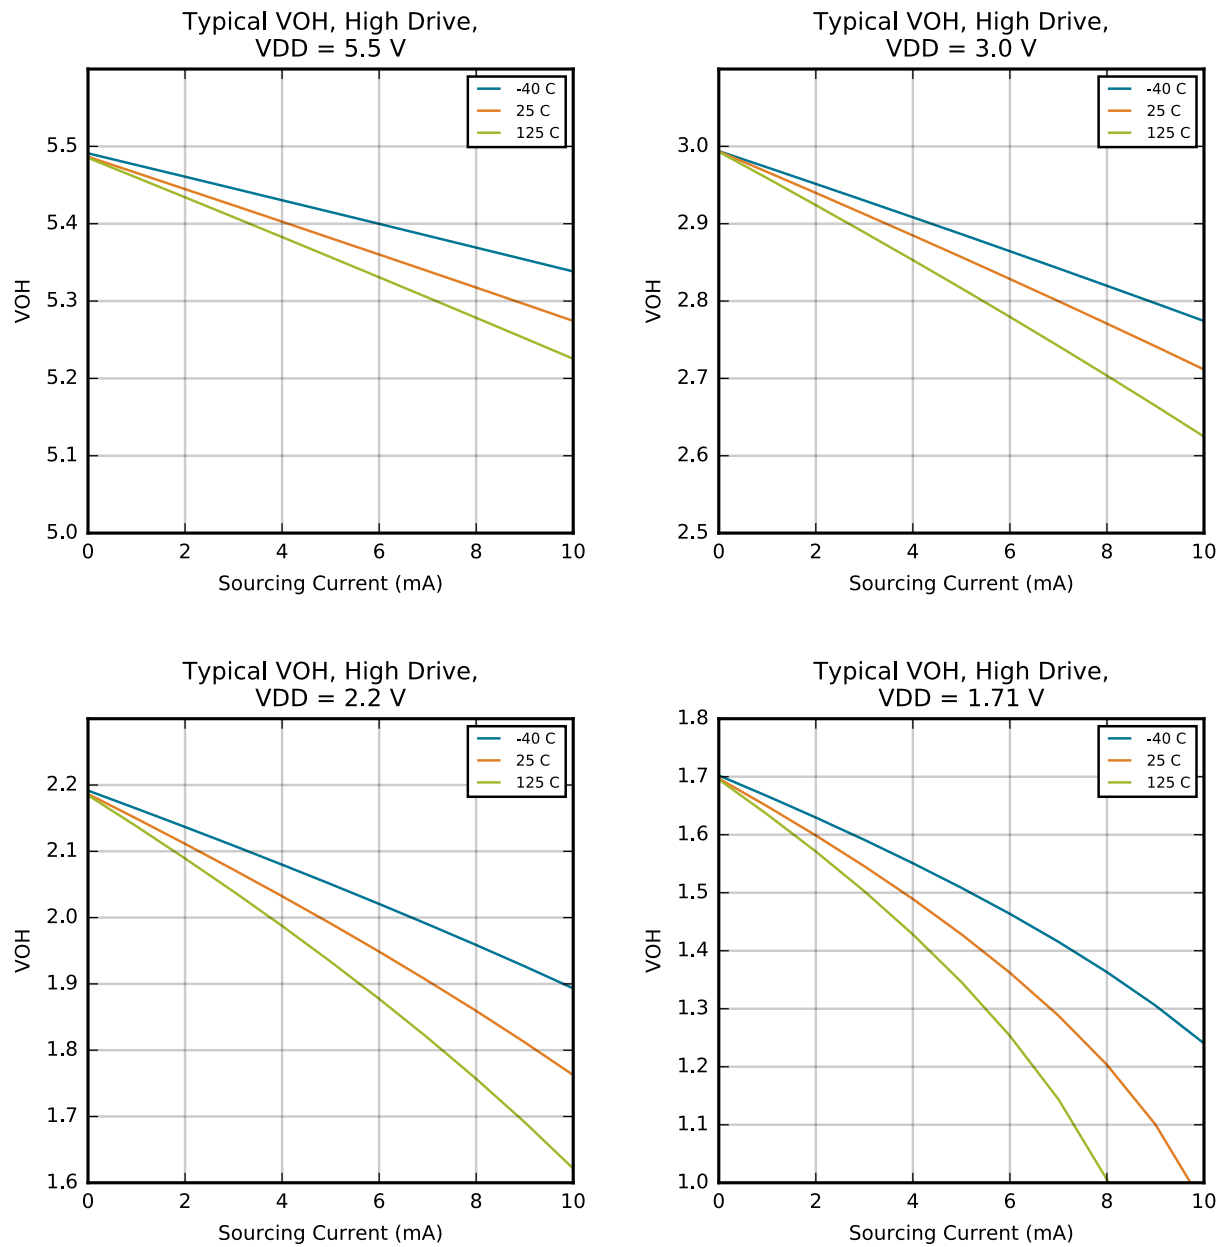 Typical VOH, High Drive,
VDD = 5.5 V
-40 C
25 C
125 C
5.5
5.4
5.3
5.2
5.1
5.0
VOH
0 2 4 6 8 10
Sourcing Current (mA)
Typical VOH, High Drive,
VDD = 3.0 V
-40 C
25 C
125 C
3.0
2.9
2.8
2.7
2.6
2.5
VOH
0 2 4 6 8 10
Sourcing Current (mA)
Typical VOH, High Drive,
VDD = 2.2 V
-40 C
25 C
125 C
2.2
2.1
2.0
1.9
1.8
1.7
1.6
VOH
0 2 4 6 8 10
Sourcing Current (mA)
Typical VOH, High Drive,
VDD = 1.71 V
-40 C
25 C
125 C
1.8
1.7
1.6
1.5
1.4
1.3
1.2
1.1
1.0
VOH
0 2 4 6 8 10
Sourcing Current (mA)